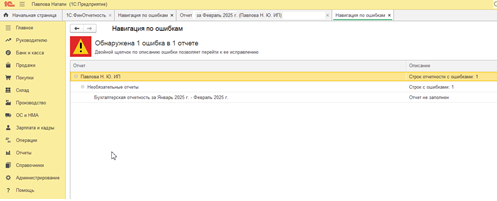 Павлова Натали (1С:Предприятие)
Начальная страница
1С:ФинОтчетность ×
Навигация по ошибкам ×
Отчет за Февраль 2025 г. (Павлова Н. Ю. ИП) ×
Навигация по ошибкам ×
Главное
Руководителю
Банк и касса
Продажи
Покупки
Склад
Производство
ОС и НМА
Зарплата и кадры
Операции
Отчеты
Справочники
Администрирование
Помощь
Навигация по ошибкам
Обнаружена 1 ошибка в 1 отчете
Двойной щелчок по описанию ошибки позволяет перейти к ее исправлению
Отчет Описание
Павлова Н. Ю. ИП Строк отчетности с ошибками: 1
Необязательные отчеты Строк с ошибками: 1
Бухгалтерская отчетность за Январь 2025 г. - Февраль 2025 г. Отчет не заполнен